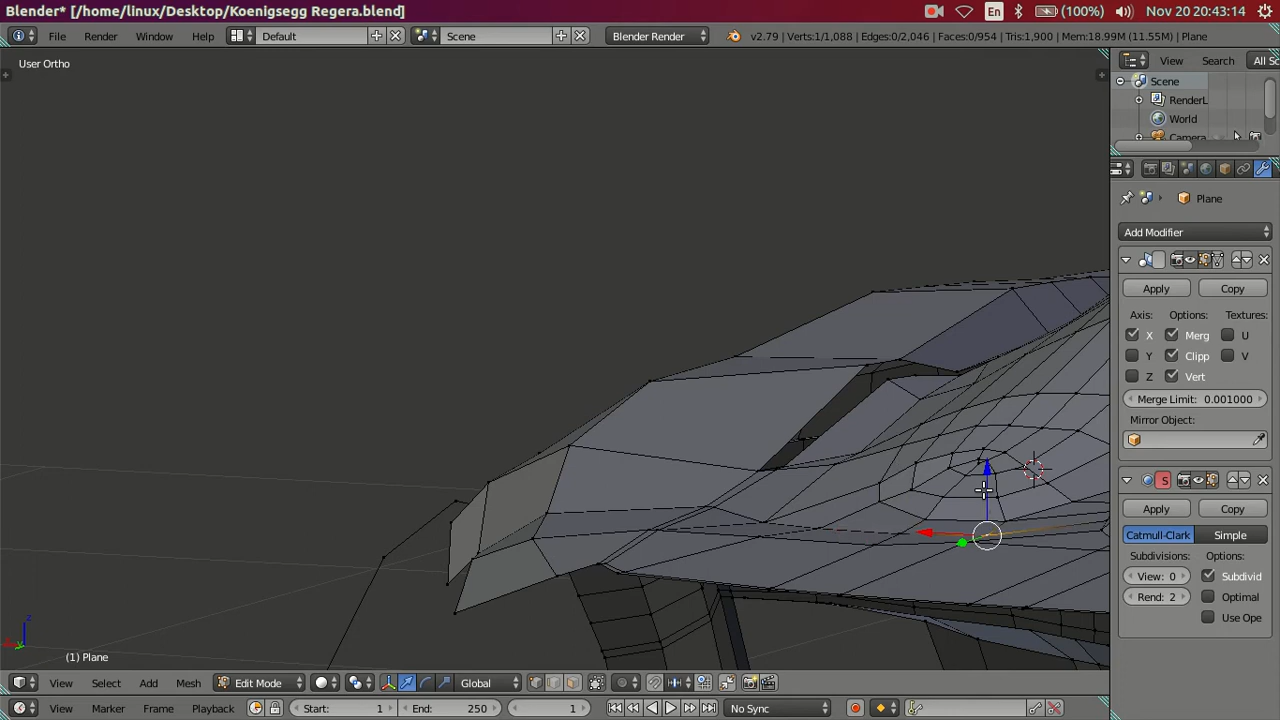 Blender* [/home/linux/Desktop/Koenigsegg Regera.blend]
En (100%) Nov 20 20:43:14
File Render Window Help Default Scene Blender Render v2.79 | Verts:1/1,088 | Edges:0/2,046 | Faces:0/954 | Tris:1,900 | Mem:18.99M (11.55M) | Plane
User Ortho
View Search All Sc
Scene
RenderL
World
Camera
Plane
Add Modifier
Apply Copy
Axis: Options: Textures:
X Merg U
Y Clipp V
Z Vert
Merge Limit: 0.001000
Mirror Object:
S
Apply Copy
Catmull-Clark Simple
Subdivisions: Options:
View: 0 Subdivid
Rend: 2 Optimal
Use Ope
z
(1) Plane
View Select Add Mesh Edit Mode Global
View Marker Frame Playback Start: 1 End: 250 1 No Sync